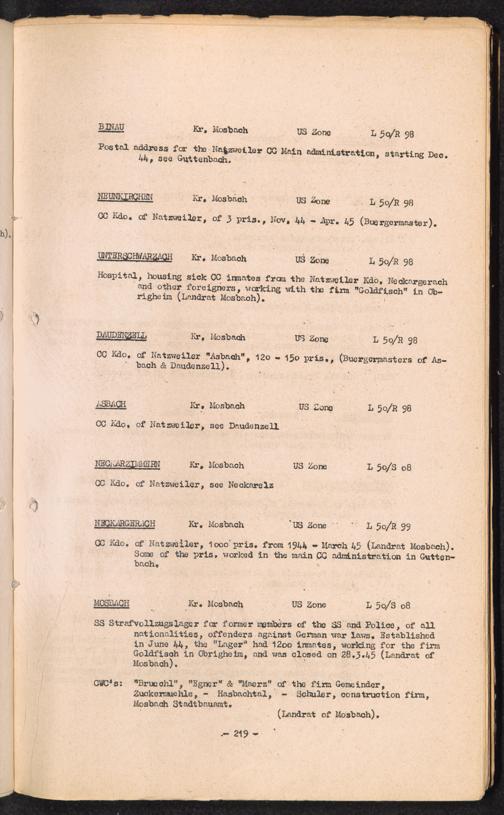 h).
BINAU Kr. Mosbach US Zone L 50/R 98
Postal address for the Natzweiler CC Main administration, starting Dec.
44, see Guttenbach.
NEUNKIRCHEN Kr. Mosbach US Zone L 50/R 98
CC Kdo. of Natzweiler, of 3 pris., Nov. 44 - Apr. 45 (Buergermaster).
UNTERSCHWARZACH Kr. Mosbach US Zone L 50/R 98
Hospital, housing sick CC inmates from the Natzweiler Kdo. Neckargerach
and other foreigners, working with the firm "Goldfisch" in Ob-
righeim (Landrat Mosbach).
DAUDENZELL Kr. Mosbach US Zone L 50/R 98
CC Kdo. of Natzweiler "Asbach", 120 - 150 pris., (Buergermasters of As-
bach & Daudenzell).
ASBACH Kr. Mosbach US Zone L 50/R 98
CC Kdo. of Natzweiler, see Daudenzell
NECKARZIMMERN Kr. Mosbach US Zone L 50/S 08
CC Kdo. of Natzweiler, see Neckarelz
NECKARGERACH Kr. Mosbach US Zone L 50/R 99
CC Kdo. of Natzweiler, 1000 pris. from 1944 - March 45 (Landrat Mosbach).
Some of the pris. worked in the main CC administration in Gutten-
bach.
MOSBACH Kr. Mosbach US Zone L 50/S 08
SS Strafvollzugslager for former members of the SS and Police, of all
nationalities, offenders against German war laws. Established
in June 44, the "Lager" had 1200 inmates, working for the firm
Goldfisch in Obrigheim, and was closed on 28.3.45 (Landrat of
Mosbach).
CWC's: "Bruechl", "Egner" & "Maerz" of the firm Gemeinder,
Zuckermuehle, - Hasbachtal, - Schuler, construction firm,
Mosbach Stadtbauamt.
(Landrat of Mosbach).
- 219 -